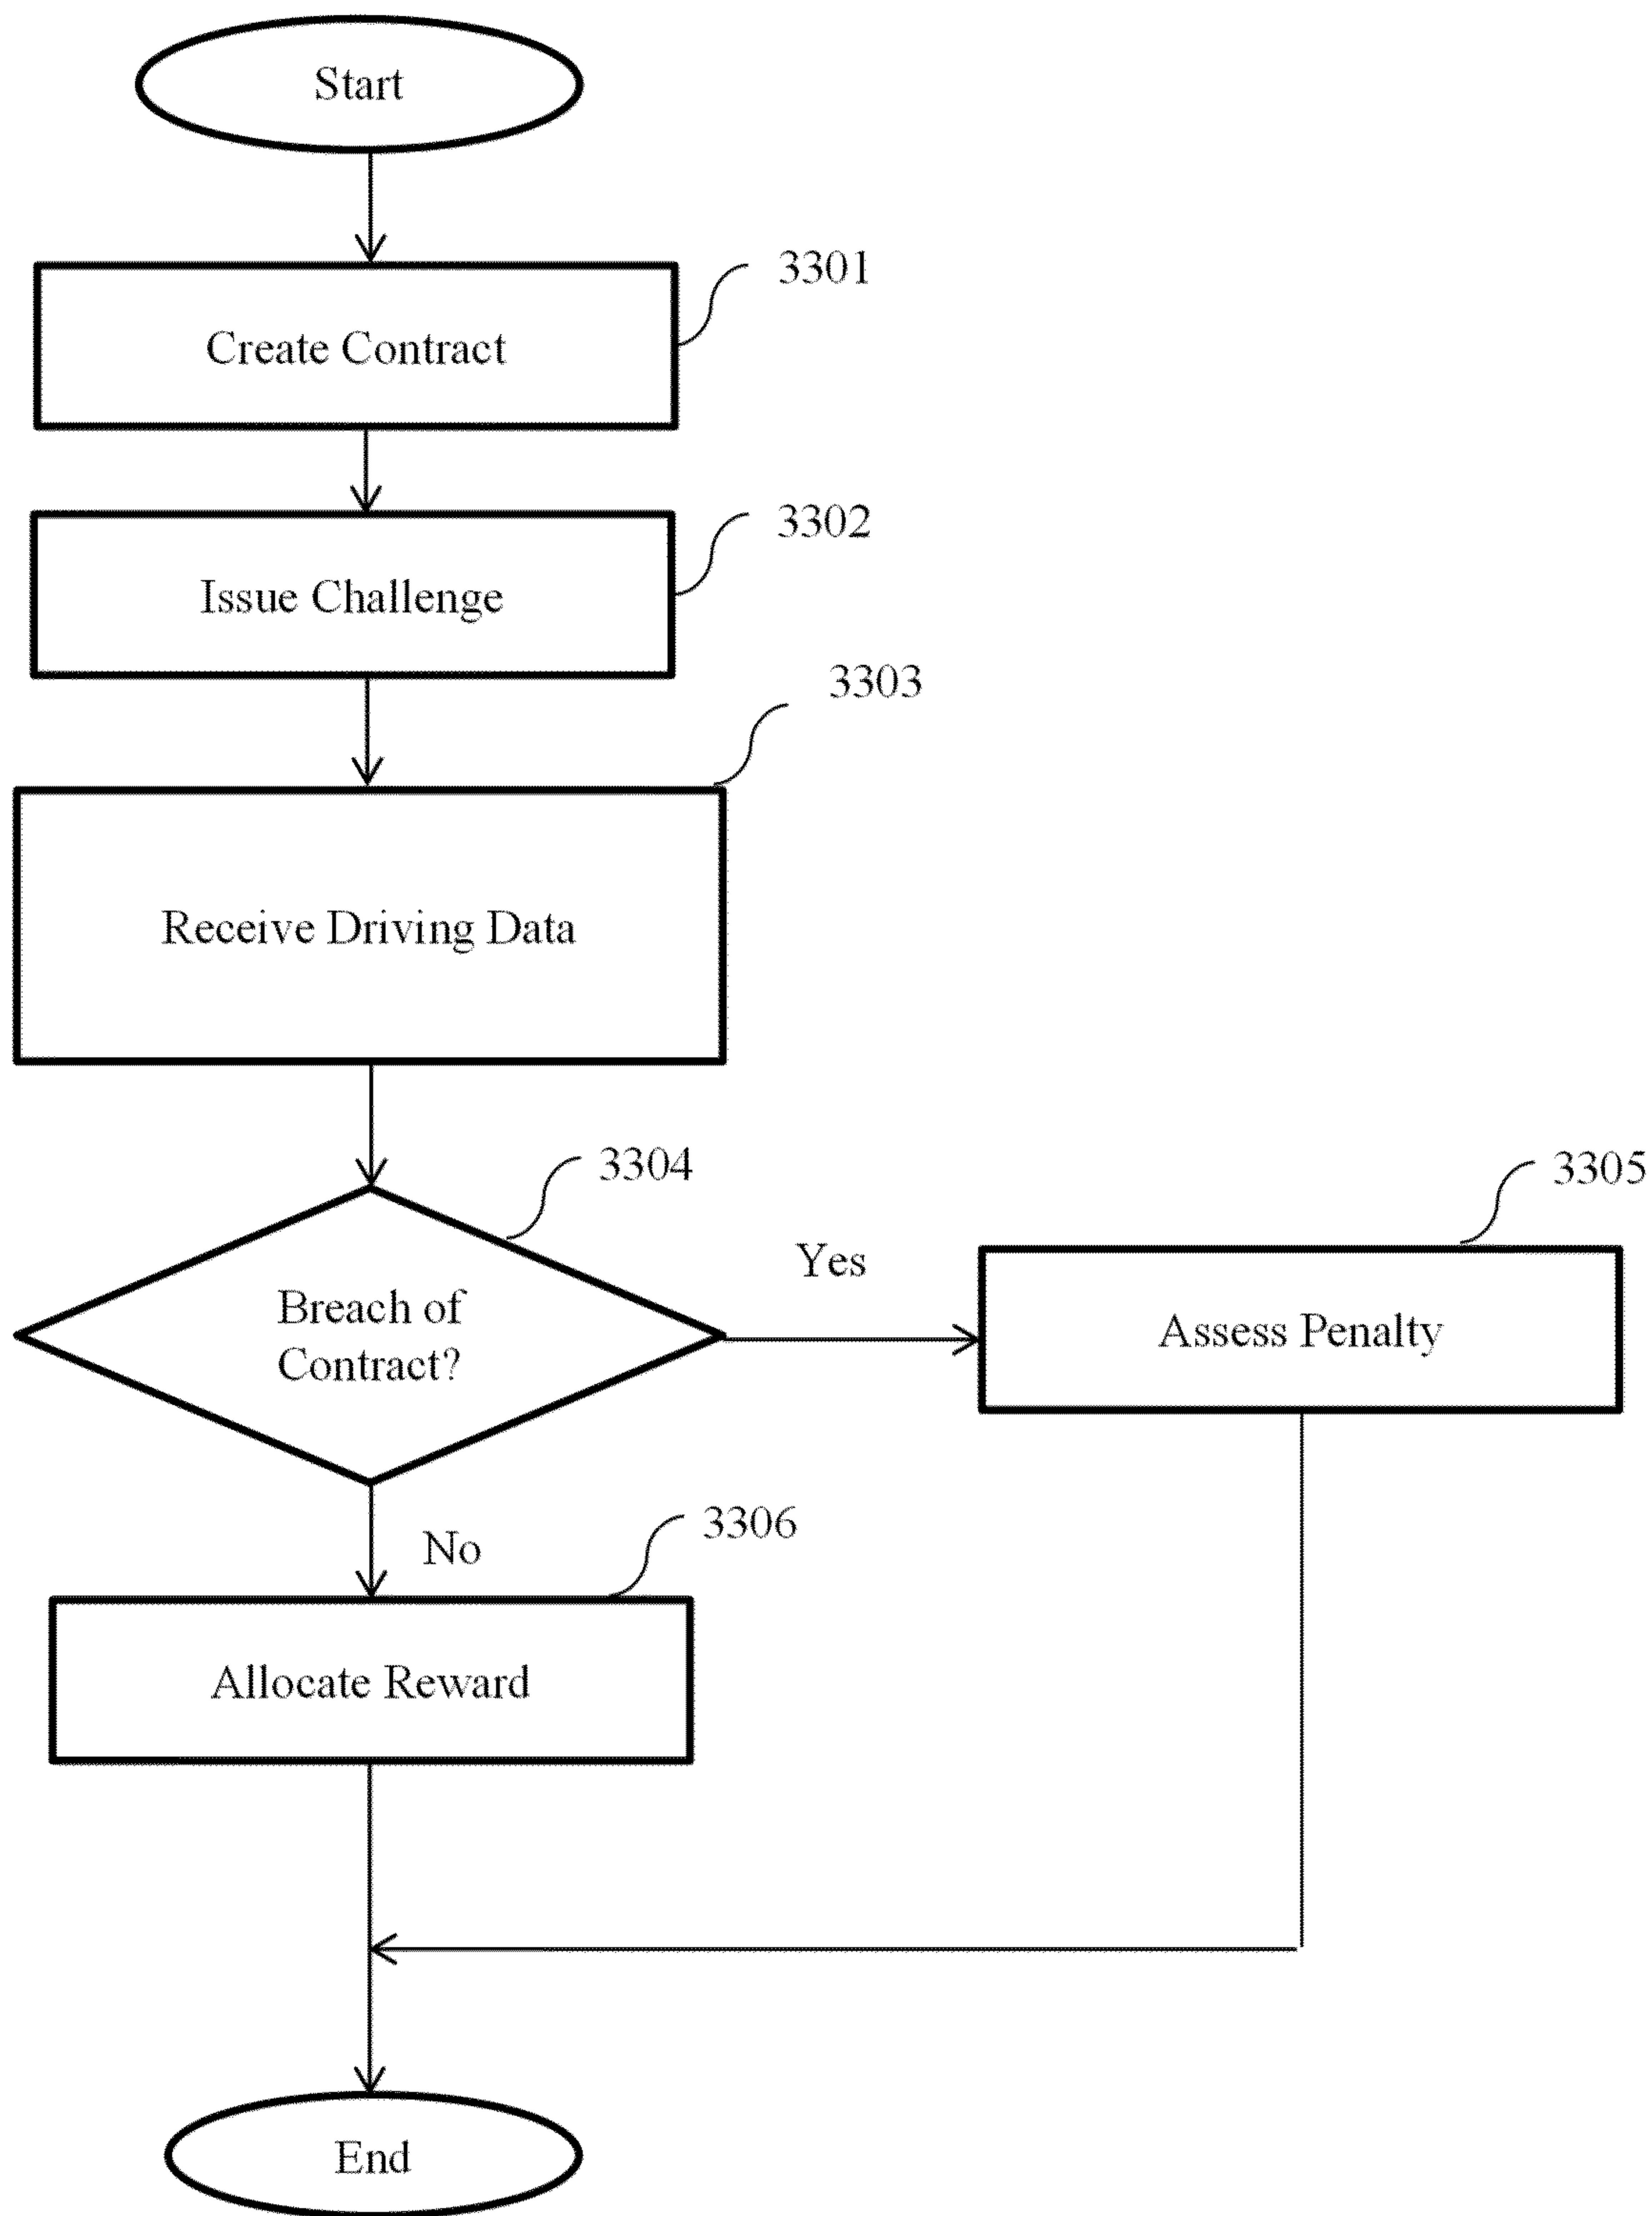 Start
3301
Create Contract
3302
Issue Challenge
3303
Receive Driving Data
3304
3305
Yes
Breach of
Contract?
Assess Penalty
3306
No
Allocate Reward
End